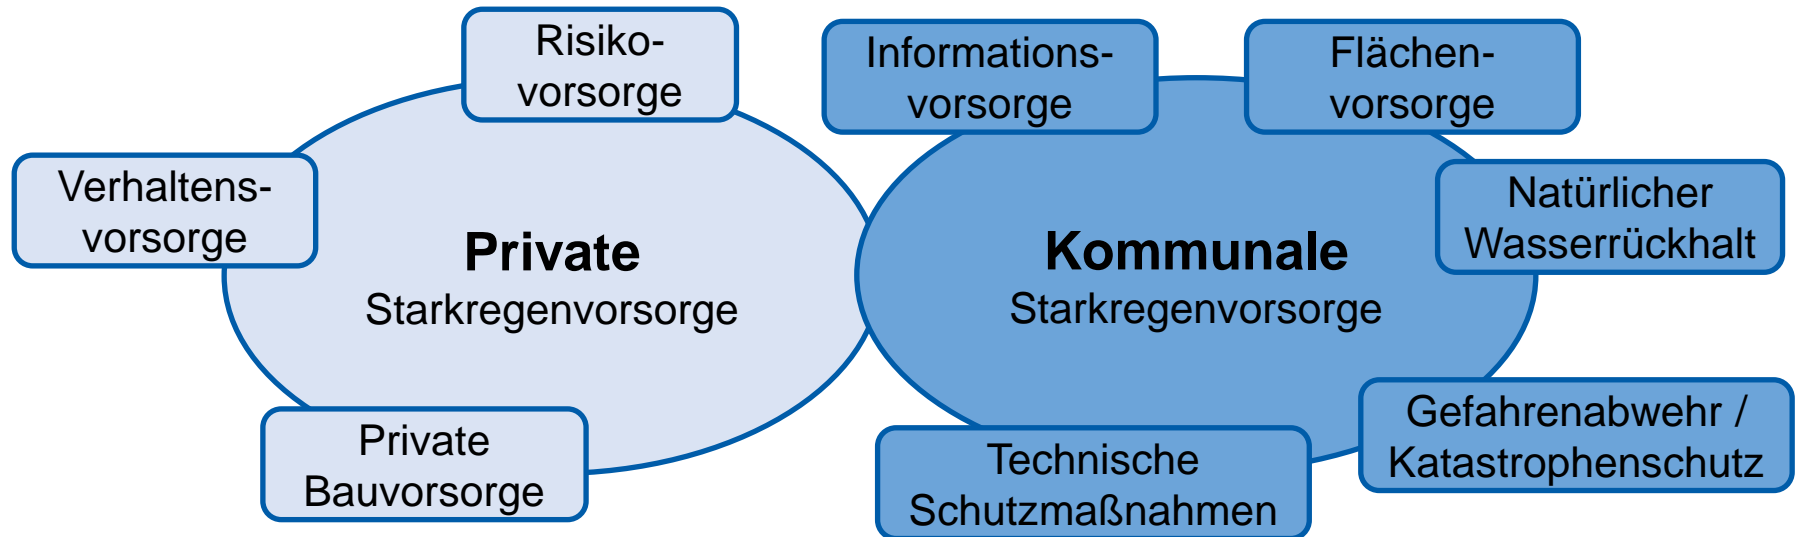 Risiko-
vorsorge
Verhaltens-
vorsorge
Private
Starkregenvorsorge
Private
Bauvorsorge
Informations-
vorsorge
Flächen-
vorsorge
Natürlicher
Wasserrückhalt
Kommunale
Starkregenvorsorge
Gefahrenabwehr /
Katastrophenschutz
Technische
Schutzmaßnahmen